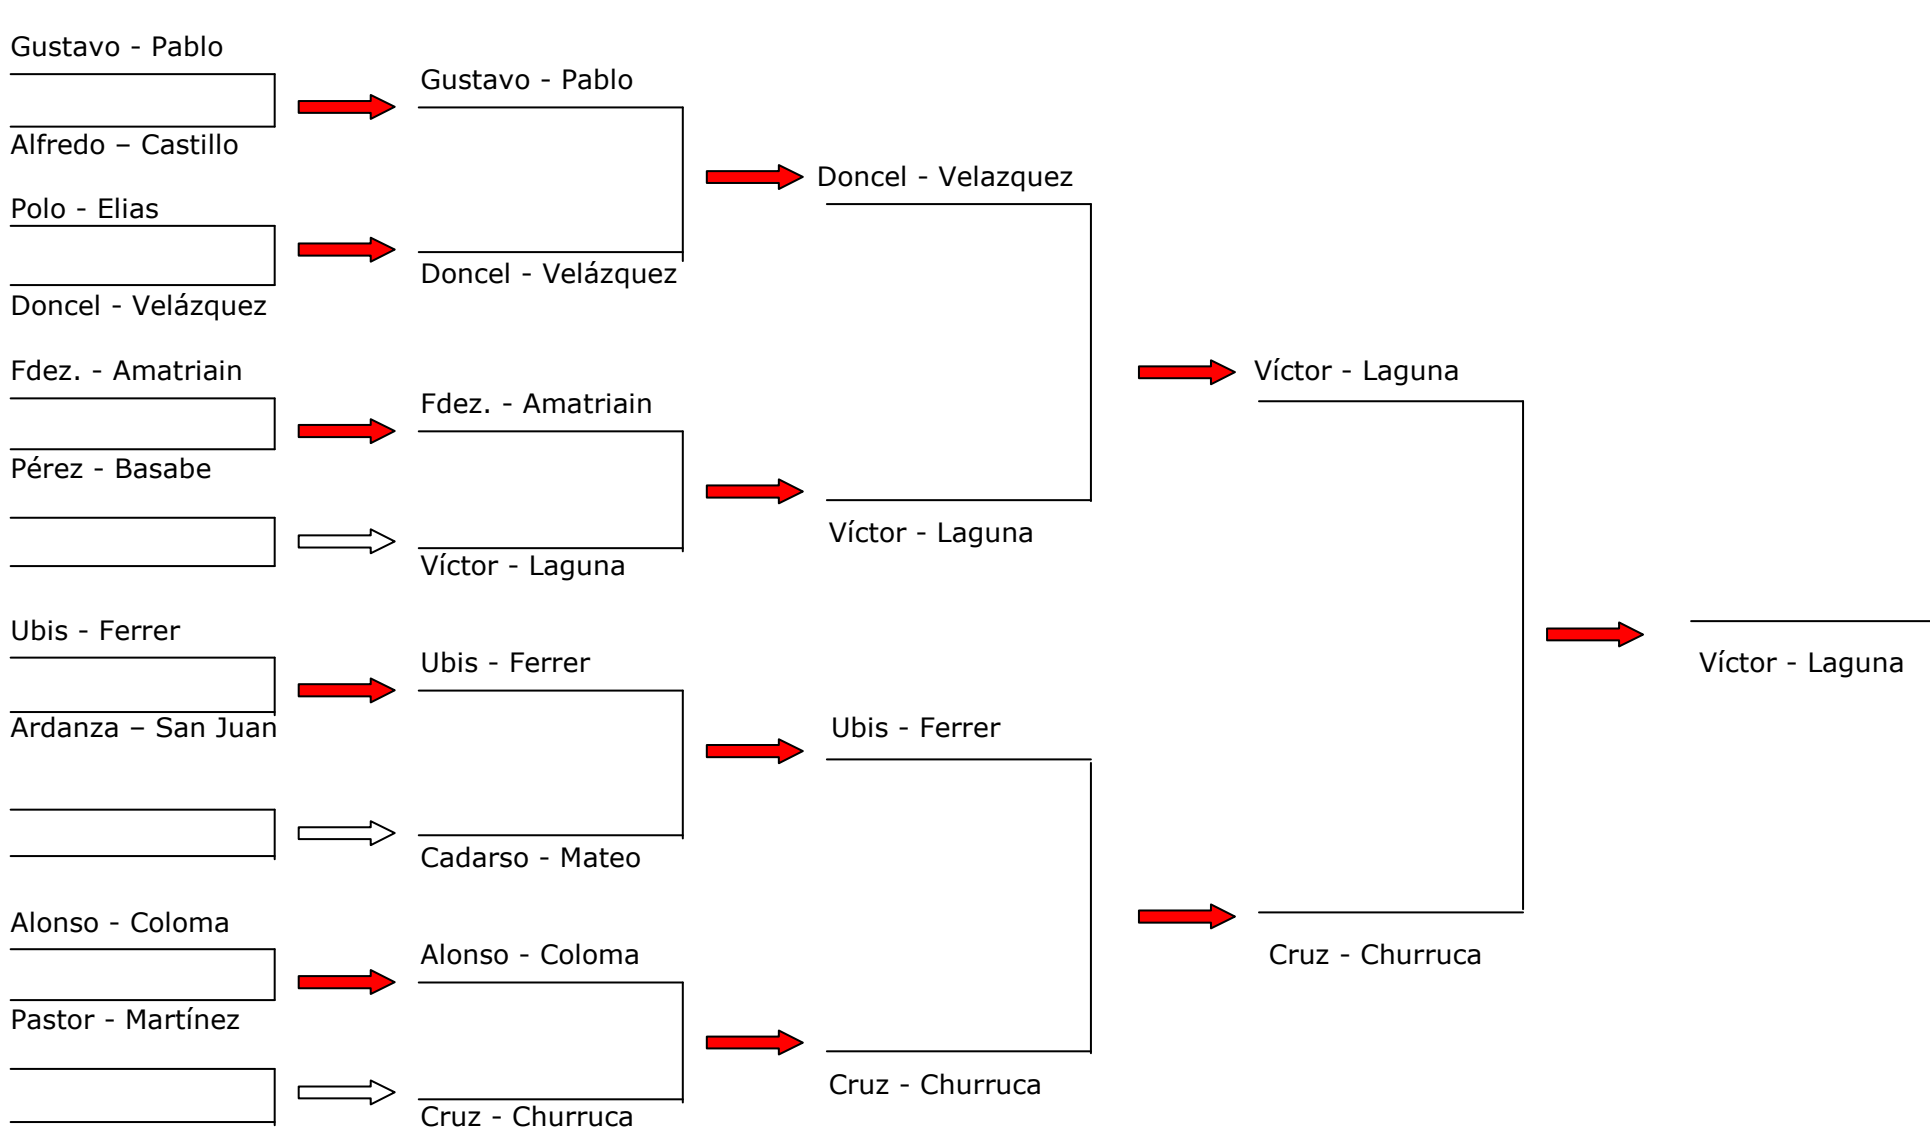 Gustavo - Pablo
Alfredo – Castillo
Polo - Elias
Doncel - Velázquez
Fdez. - Amatriain
Pérez - Basabe
Ubis - Ferrer
Ardanza – San Juan
Alonso - Coloma
Pastor - Martínez
Gustavo - Pablo
Doncel - Velázquez
Fdez. - Amatriain
Víctor - Laguna
Ubis - Ferrer
Cadarso - Mateo
Alonso - Coloma
Cruz - Churruca
Doncel - Velazquez
Víctor - Laguna
Ubis - Ferrer
Cruz - Churruca
Víctor - Laguna
Cruz - Churruca
Víctor - Laguna